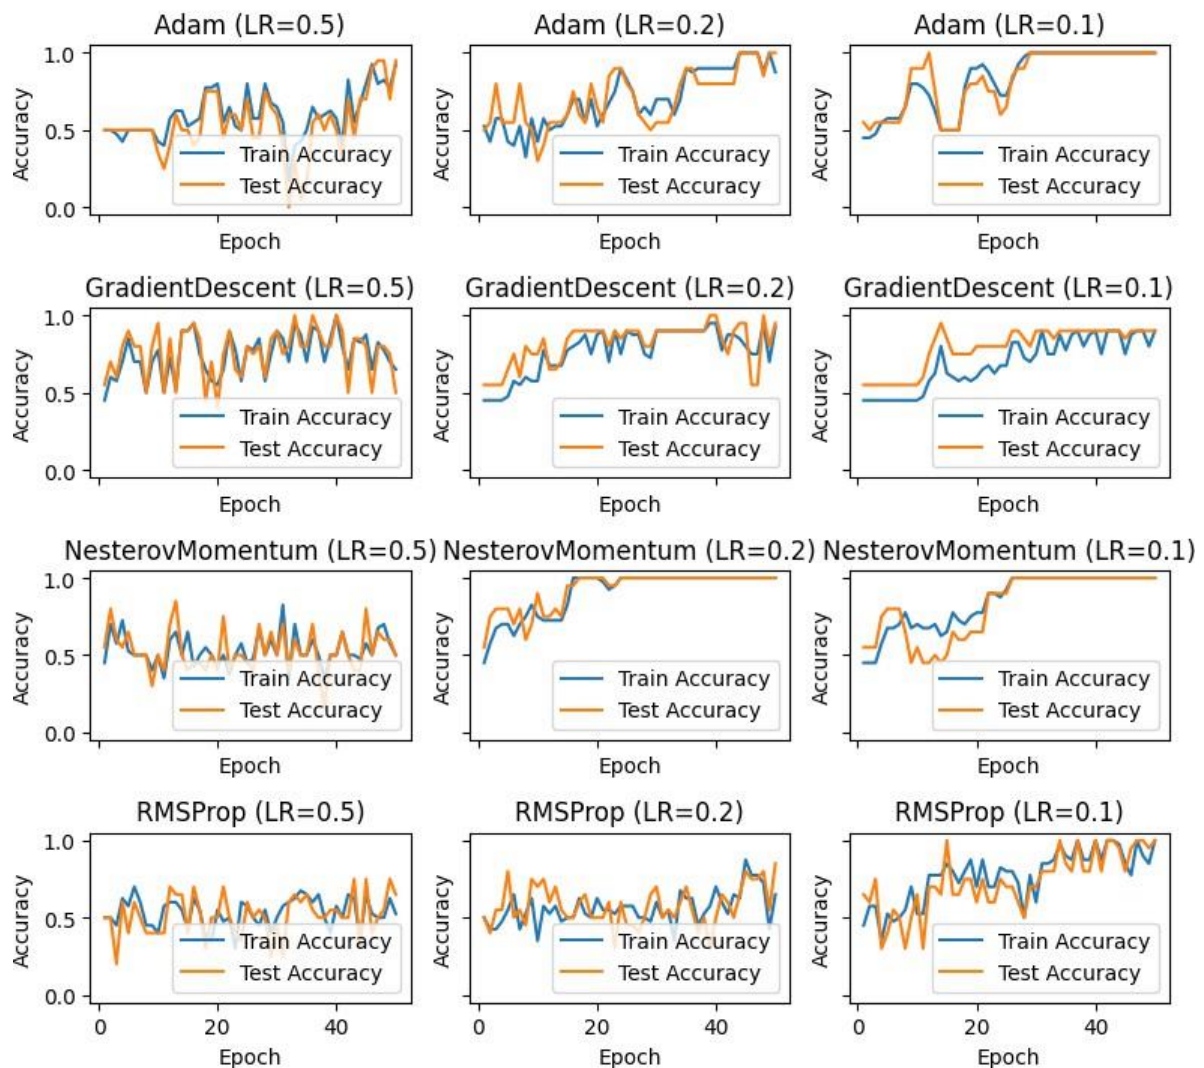 Adam (LR=0.5)
Adam (LR=0.2)
Adam (LR=0.1)
1.0
0.5
0.0
Accuracy
Accuracy
Accuracy
Train Accuracy
Test Accuracy
Train Accuracy
Test Accuracy
Train Accuracy
Test Accuracy
Epoch
Epoch
Epoch
GradientDescent (LR=0.5)
GradientDescent (LR=0.2)
GradientDescent (LR=0.1)
1.0
0.5
0.0
Accuracy
Accuracy
Accuracy
Train Accuracy
Test Accuracy
Train Accuracy
Test Accuracy
Train Accuracy
Test Accuracy
Epoch
Epoch
Epoch
NesterovMomentum (LR=0.5)
NesterovMomentum (LR=0.2)
NesterovMomentum (LR=0.1)
1.0
0.5
0.0
Accuracy
Accuracy
Accuracy
Train Accuracy
Test Accuracy
Train Accuracy
Test Accuracy
Train Accuracy
Test Accuracy
Epoch
Epoch
Epoch
RMSProp (LR=0.5)
RMSProp (LR=0.2)
RMSProp (LR=0.1)
1.0
0.5
0.0
Accuracy
Accuracy
Accuracy
Train Accuracy
Test Accuracy
Train Accuracy
Test Accuracy
Train Accuracy
Test Accuracy
0 20 40
0 20 40
0 20 40
Epoch
Epoch
Epoch